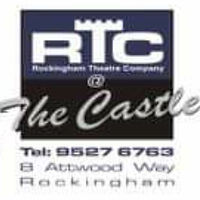 RTC
Rockingham Theatre Company
@
The Castle
Tel: 9527 6763
8 Attwood Way
Rockingham